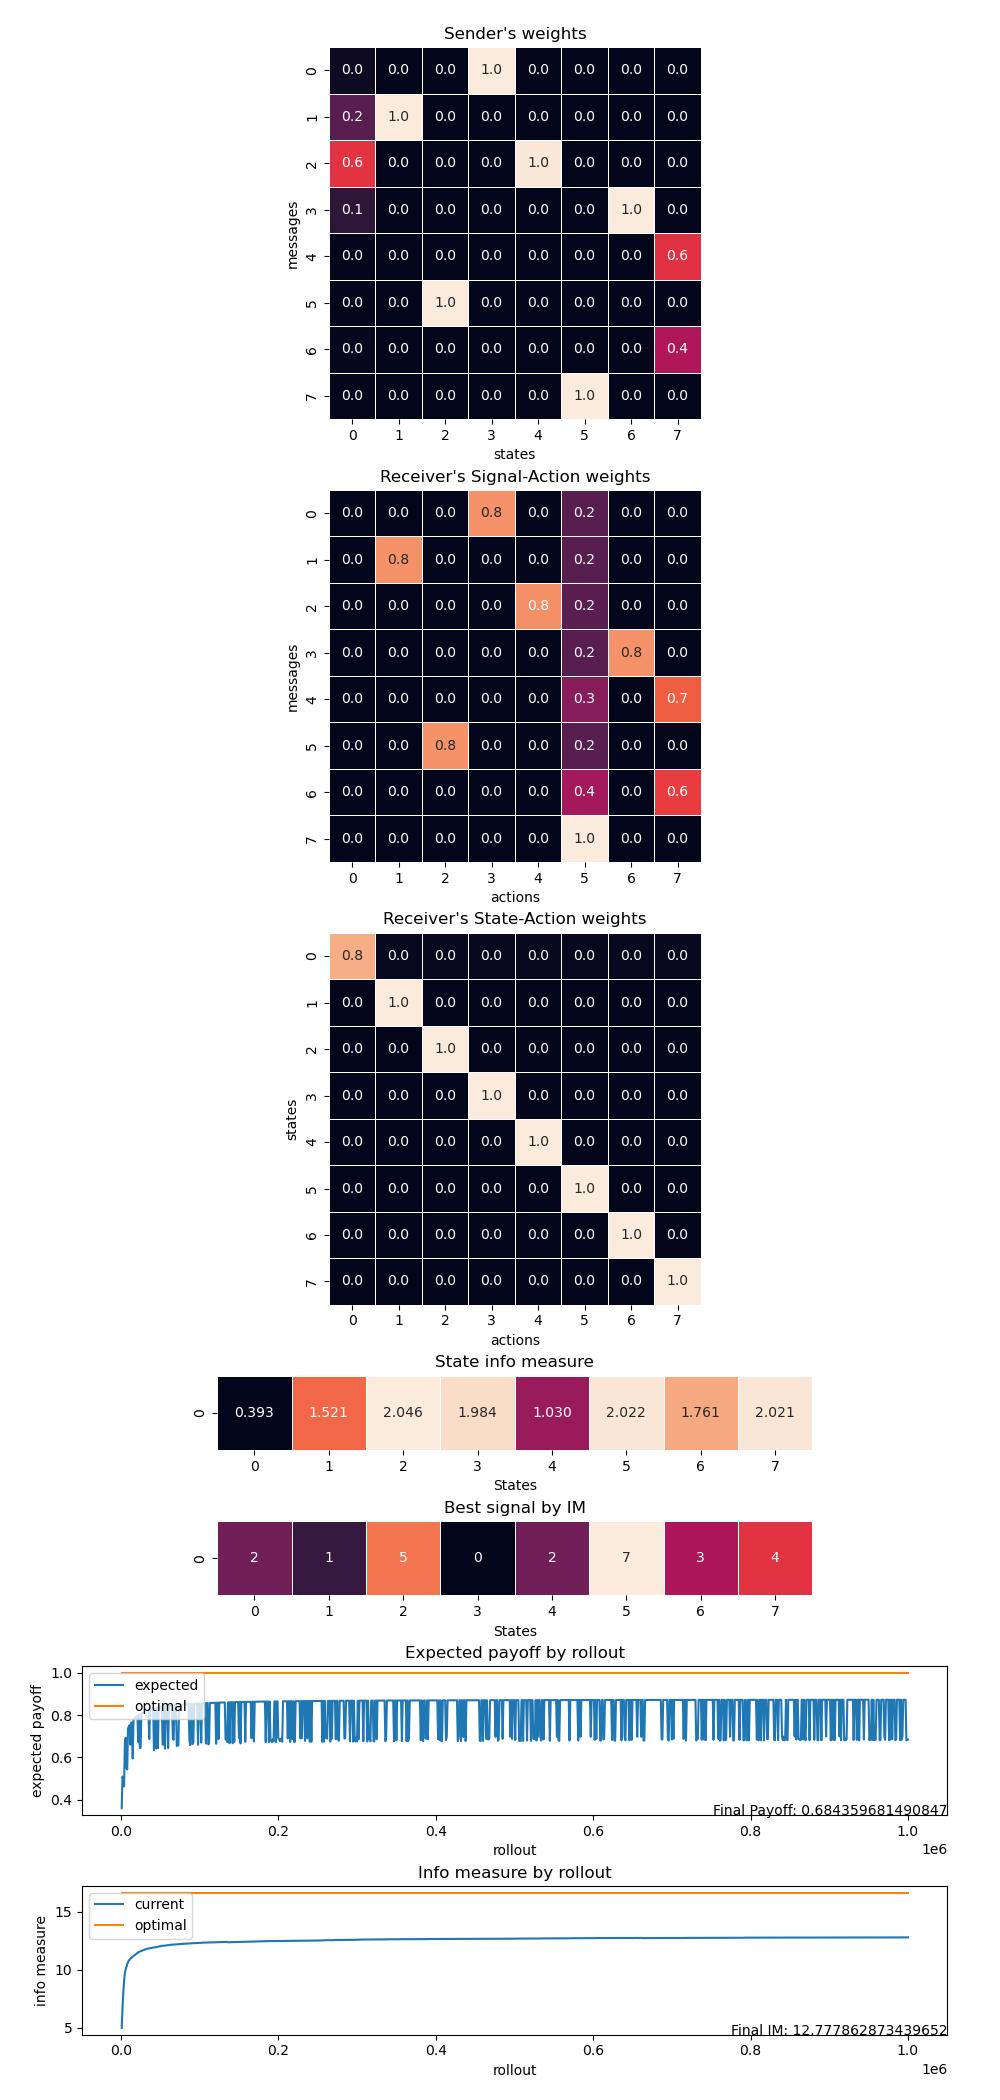 Sender's weights
0 0.0 0.0 0.0 1.0 0.0 0.0 0.0 0.0
1 0.2 1.0 0.0 0.0 0.0 0.0 0.0 0.0
2 0.6 0.0 0.0 0.0 1.0 0.0 0.0 0.0
3 0.1 0.0 0.0 0.0 0.0 0.0 1.0 0.0
messages
4 0.0 0.0 0.0 0.0 0.0 0.0 0.0 0.6
5 0.0 0.0 1.0 0.0 0.0 0.0 0.0 0.0
6 0.0 0.0 0.0 0.0 0.0 0.0 0.0 0.4
7 0.0 0.0 0.0 0.0 0.0 1.0 0.0 0.0
0 1 2 3 4 5 6 7
states
Receiver's Signal-Action weights
0 0.0 0.0 0.0 0.8 0.0 0.2 0.0 0.0
1 0.0 0.8 0.0 0.0 0.0 0.2 0.0 0.0
2 0.0 0.0 0.0 0.0 0.8 0.2 0.0 0.0
3 0.0 0.0 0.0 0.0 0.0 0.2 0.8 0.0
messages
4 0.0 0.0 0.0 0.0 0.0 0.3 0.0 0.7
5 0.0 0.0 0.8 0.0 0.0 0.2 0.0 0.0
6 0.0 0.0 0.0 0.0 0.0 0.4 0.0 0.6
7 0.0 0.0 0.0 0.0 0.0 1.0 0.0 0.0
0 1 2 3 4 5 6 7
actions
Receiver's State-Action weights
0 0.8 0.0 0.0 0.0 0.0 0.0 0.0 0.0
1 0.0 1.0 0.0 0.0 0.0 0.0 0.0 0.0
2 0.0 0.0 1.0 0.0 0.0 0.0 0.0 0.0
3 0.0 0.0 0.0 1.0 0.0 0.0 0.0 0.0
states
4 0.0 0.0 0.0 0.0 1.0 0.0 0.0 0.0
5 0.0 0.0 0.0 0.0 0.0 1.0 0.0 0.0
6 0.0 0.0 0.0 0.0 0.0 0.0 1.0 0.0
7 0.0 0.0 0.0 0.0 0.0 0.0 0.0 1.0
0 1 2 3 4 5 6 7
actions
State info measure
0 0.393 1.521 2.046 1.984 1.030 2.022 1.761 2.021
0 1 2 3 4 5 6 7
States
Best signal by IM
0 2 1 5 0 2 7 3 4
0 1 2 3 4 5 6 7
States
Expected payoff by rollout
expected payoff
1.0
0.8
0.6
0.4
expected
optimal
Final Payoff: 0.684359681490847
0.0 0.2 0.4 0.6 0.8 1.0
rollout
1e6
Info measure by rollout
info measure
15
10
5
current
optimal
Final IM: 12.777862873439652
0.0 0.2 0.4 0.6 0.8 1.0
rollout
1e6